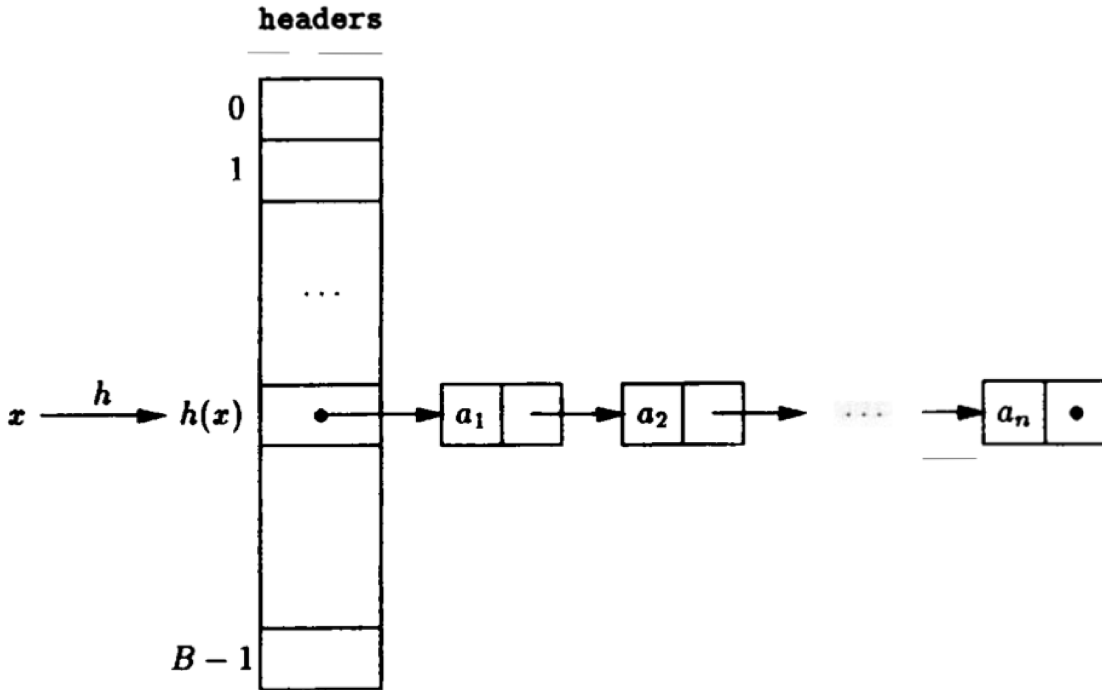 headers
0
1
...
x h h(x) a₁ a₂ ... aₙ
B − 1